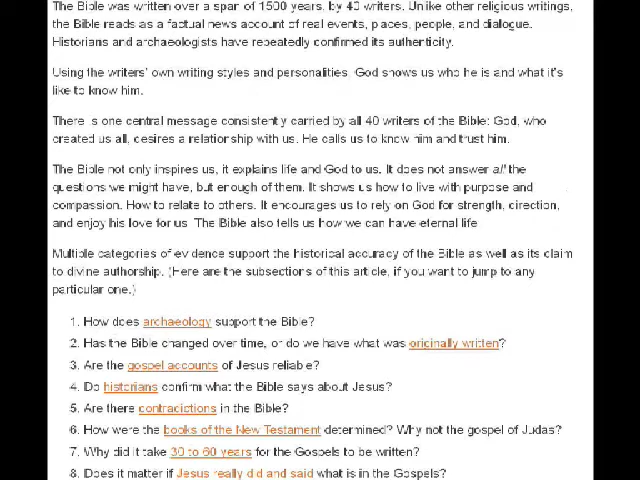 The Bible was written over a span of 1500 years, by 40 writers. Unlike other religious writings,
the Bible reads as a factual news account of real events, places, people, and dialogue.
Historians and archaeologists have repeatedly confirmed its authenticity.
Using the writers' own writing styles and personalities, God shows us who he is and what it's
like to know him.
There is one central message consistently carried by all 40 writers of the Bible: God, who
created us all, desires a relationship with us. He calls us to know him and trust him.
The Bible not only inspires us, it explains life and God to us. It does not answer all the
questions we might have, but enough of them. It shows us how to live with purpose and
compassion. How to relate to others. It encourages us to rely on God for strength, direction,
and enjoy his love for us. The Bible also tells us how we can have eternal life
Multiple categories of evidence support the historical accuracy of the Bible as well as its claim
to divine authorship. (Here are the subsections of this article, if you want to jump to any
particular one.)
1. How does archaeology support the Bible?
2. Has the Bible changed over time, or do we have what was originally written?
3. Are the gospel accounts of Jesus reliable?
4. Do historians confirm what the Bible says about Jesus?
5. Are there contradictions in the Bible?
6. How were the books of the New Testament determined? Why not the gospel of Judas?
7. Why did it take 30 to 60 years for the Gospels to be written?
8. Does it matter if Jesus really did and said what is in the Gospels?